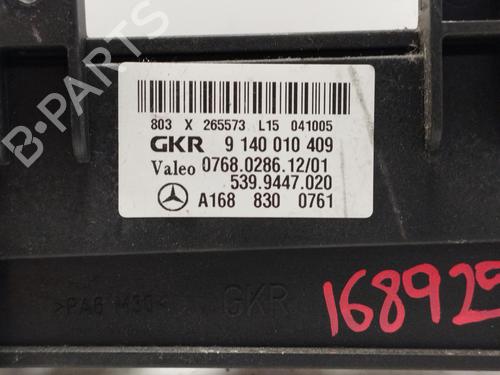 803 X 265573 L15 041005
GKR 9 140 010 409
Valeo 0768.0286.12/01
539.9447.020
A168 830 0761
>PA6 M30<
GKR
168925
B-PARTS